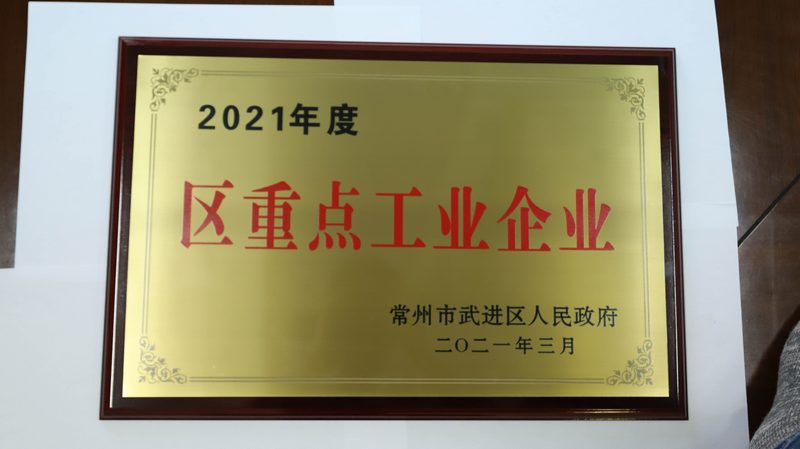 2021年度
区重点工业企业
常州市武进区人民政府
二〇二一年三月